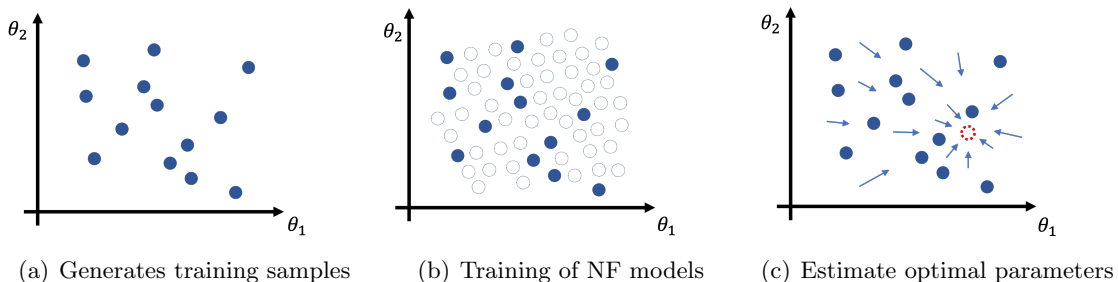 θ2
θ1
(a) Generates training samples
θ2
θ1
(b) Training of NF models
θ2
θ1
(c) Estimate optimal parameters